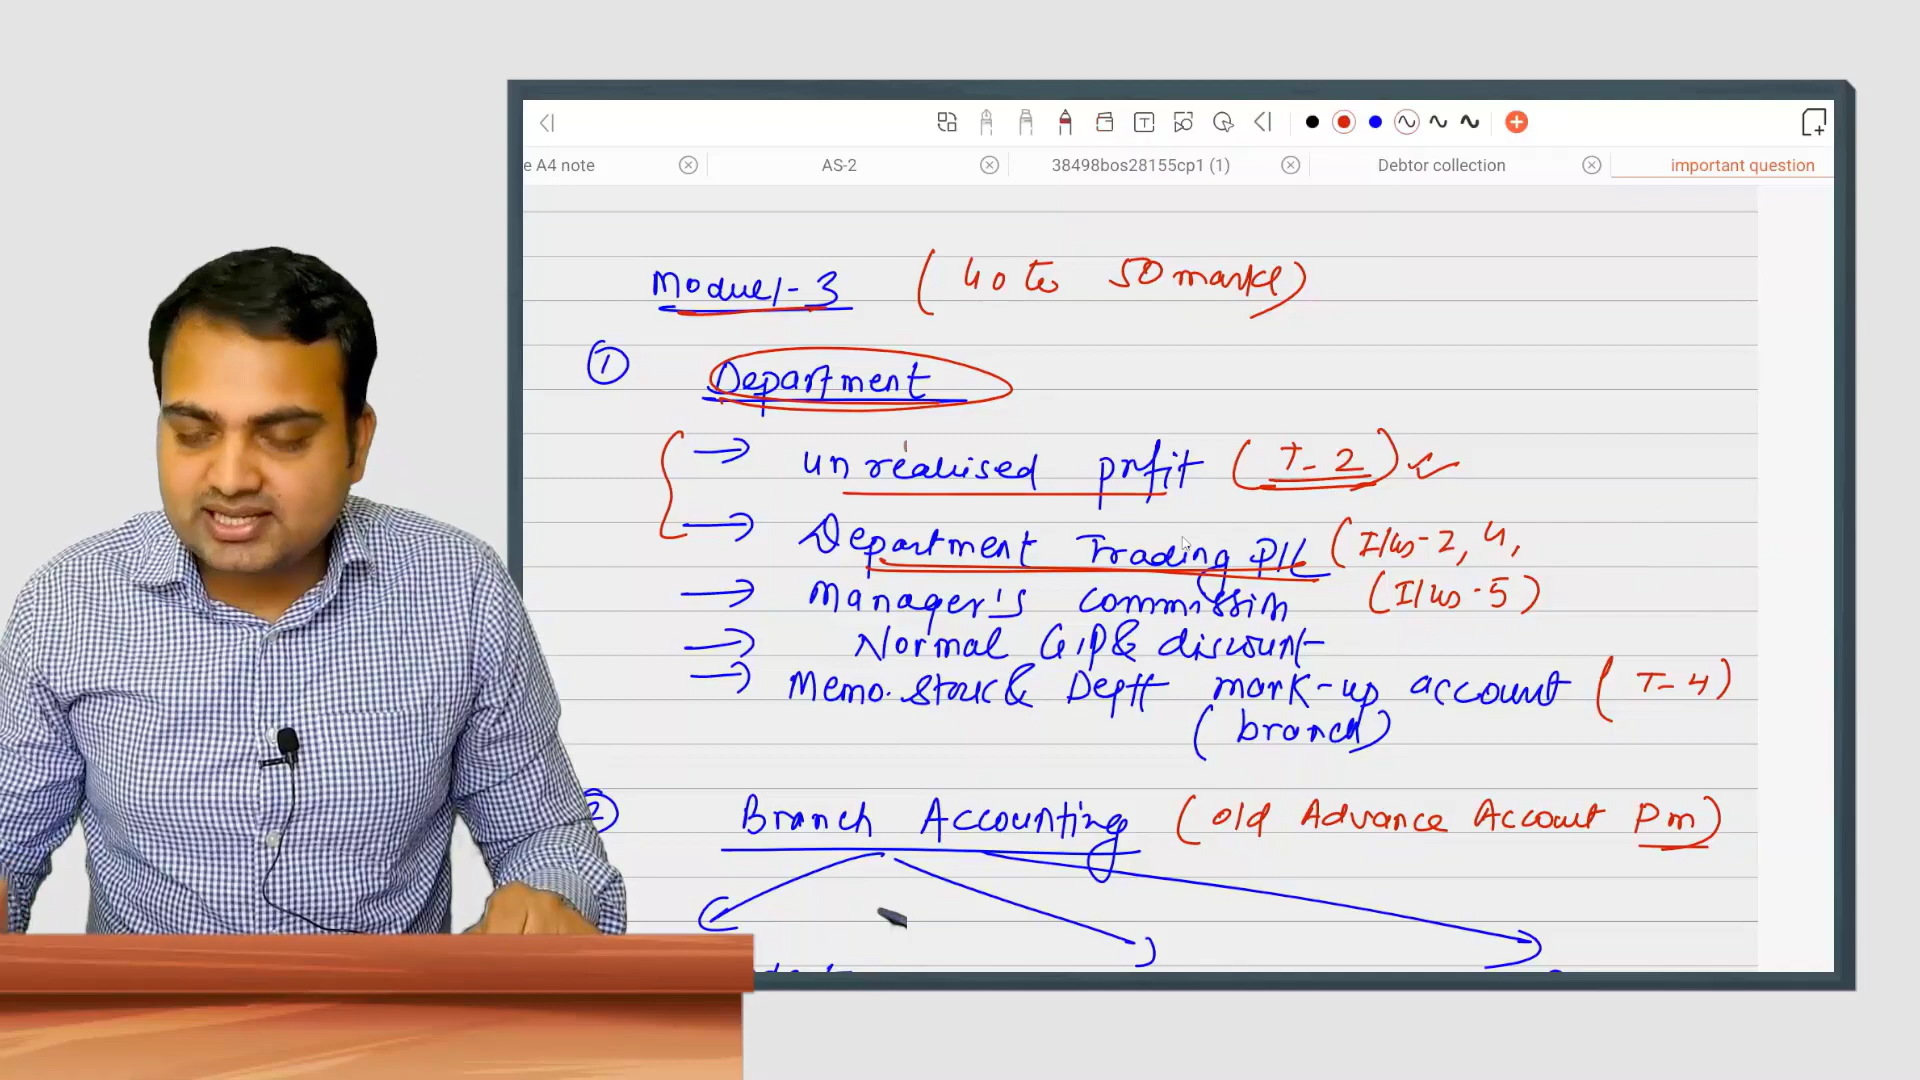 e A4 note AS-2 38498bos28155cp1 (1) Debtor collection important question
Moduel-3 (40 to 50 marks)
① Department
→ unrealised profit (T-2)
→ Department Trading P/L (Illus-2, 4,
→ Manager's commission (Illus-5)
→ Normal G.P & discount
→ Memo. Stock & Deptt mark-up account (T-4)
(branch)
② Branch Accounting (old Advance Account Pm)